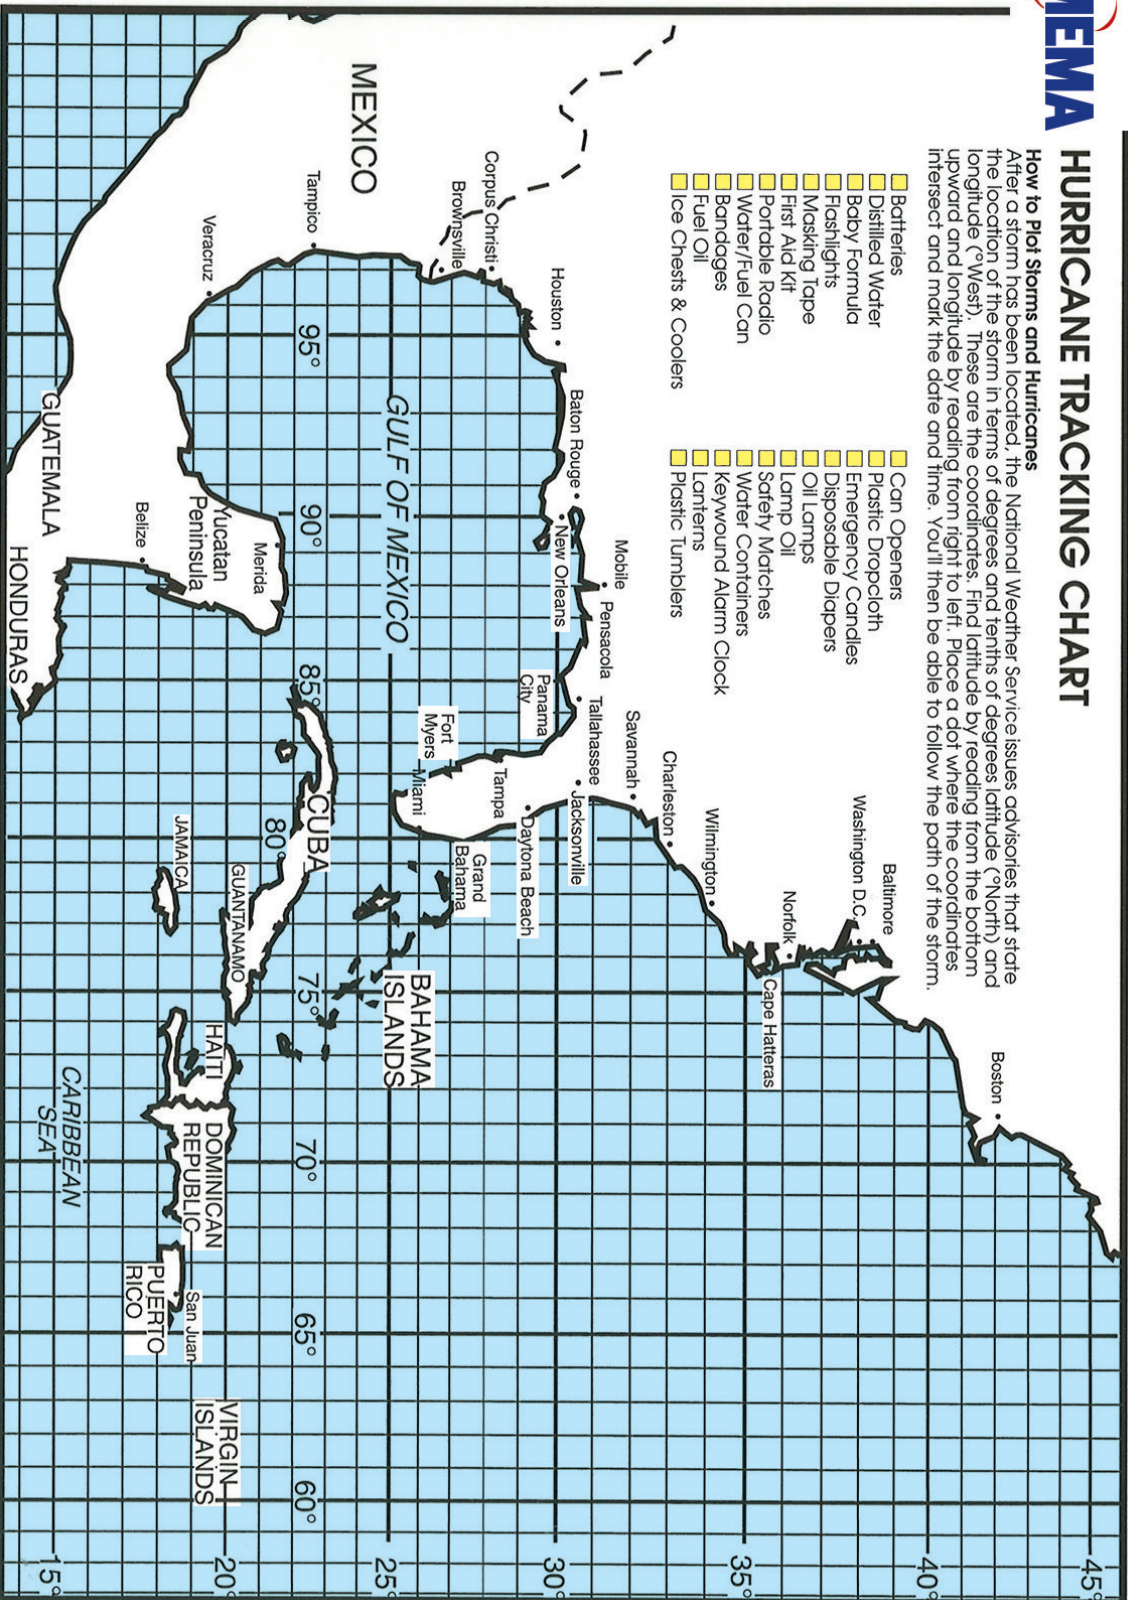 EMA
HURRICANE TRACKING CHART
How to Plot Storms and Hurricanes
After a storm has been located, the National Weather Service issues advisories that state
the location of the storm in terms of degrees and tenths of degrees latitude (°North) and
longitude (°West). These are the coordinates. Find latitude by reading from the bottom
upward and longitude by reading from right to left. Place a dot where the coordinates
intersect and mark the date and time. You'll then be able to follow the path of the storm.
Batteries
Distilled Water
Baby Formula
Flashlights
Masking Tape
First Aid Kit
Portable Radio
Water/Fuel Can
Bandages
Fuel Oil
Ice Chests & Coolers
Can Openers
Plastic Dropcloth
Emergency Candles
Disposable Diapers
Oil Lamps
Lamp Oil
Safety Matches
Water Containers
Keywound Alarm Clock
Lanterns
Plastic Tumblers
Boston
Baltimore
Washington D.C.
Norfolk
Cape Hatteras
Wilmington
Charleston
Savannah
Mobile
Pensacola
Tallahassee
Jacksonville
Baton Rouge
New Orleans
Houston
Panama
City
Daytona Beach
Tampa
Corpus Christi
Brownsville
Fort
Myers
Miami
Grand
Bahama
BAHAMA
ISLANDS
GULF OF MEXICO
MEXICO
Tampico
95°
90°
85°
80°
75°
70°
65°
60°
CUBA
Veracruz
Merida
Yucatan
Peninsula
GUANTANAMO
HAITI
DOMINICAN
REPUBLIC
San Juan
PUERTO
RICO
VIRGIN
ISLANDS
JAMAICA
Belize
GUATEMALA
HONDURAS
CARIBBEAN
SEA
45°
40°
35°
30°
25°
20°
15°